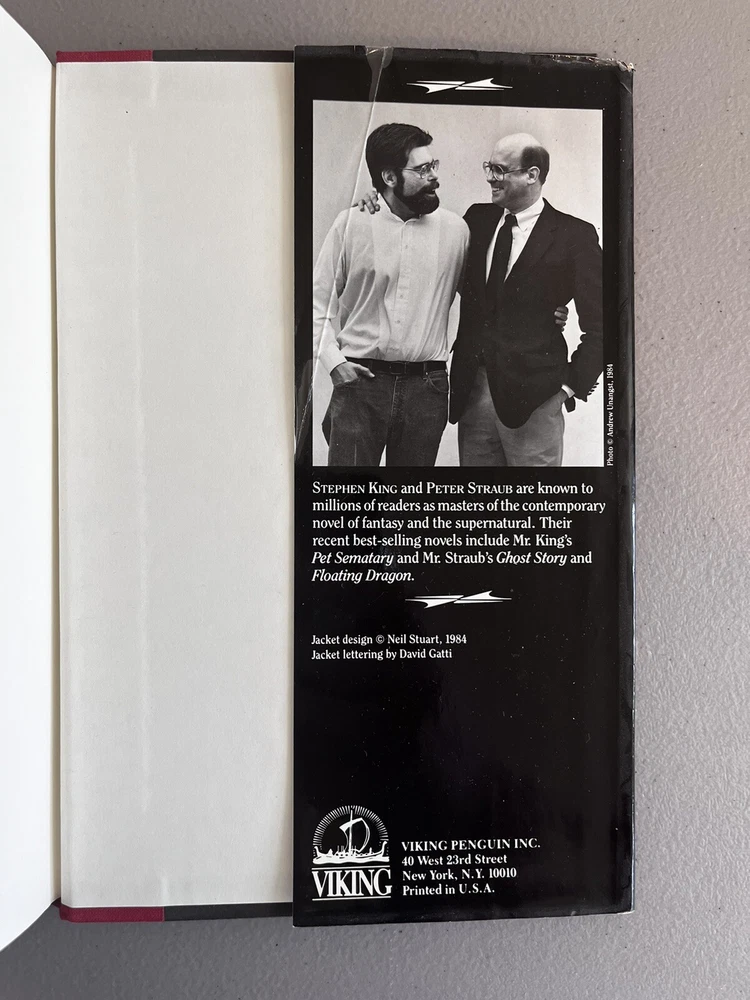 Photo © Andrew Unangst, 1984
STEPHEN KING and PETER STRAUB are known to
millions of readers as masters of the contemporary
novel of fantasy and the supernatural. Their
recent best-selling novels include Mr. King's
Pet Sematary and Mr. Straub's Ghost Story and
Floating Dragon.
Jacket design © Neil Stuart, 1984
Jacket lettering by David Gatti
VIKING
VIKING PENGUIN INC.
40 West 23rd Street
New York, N.Y. 10010
Printed in U.S.A.